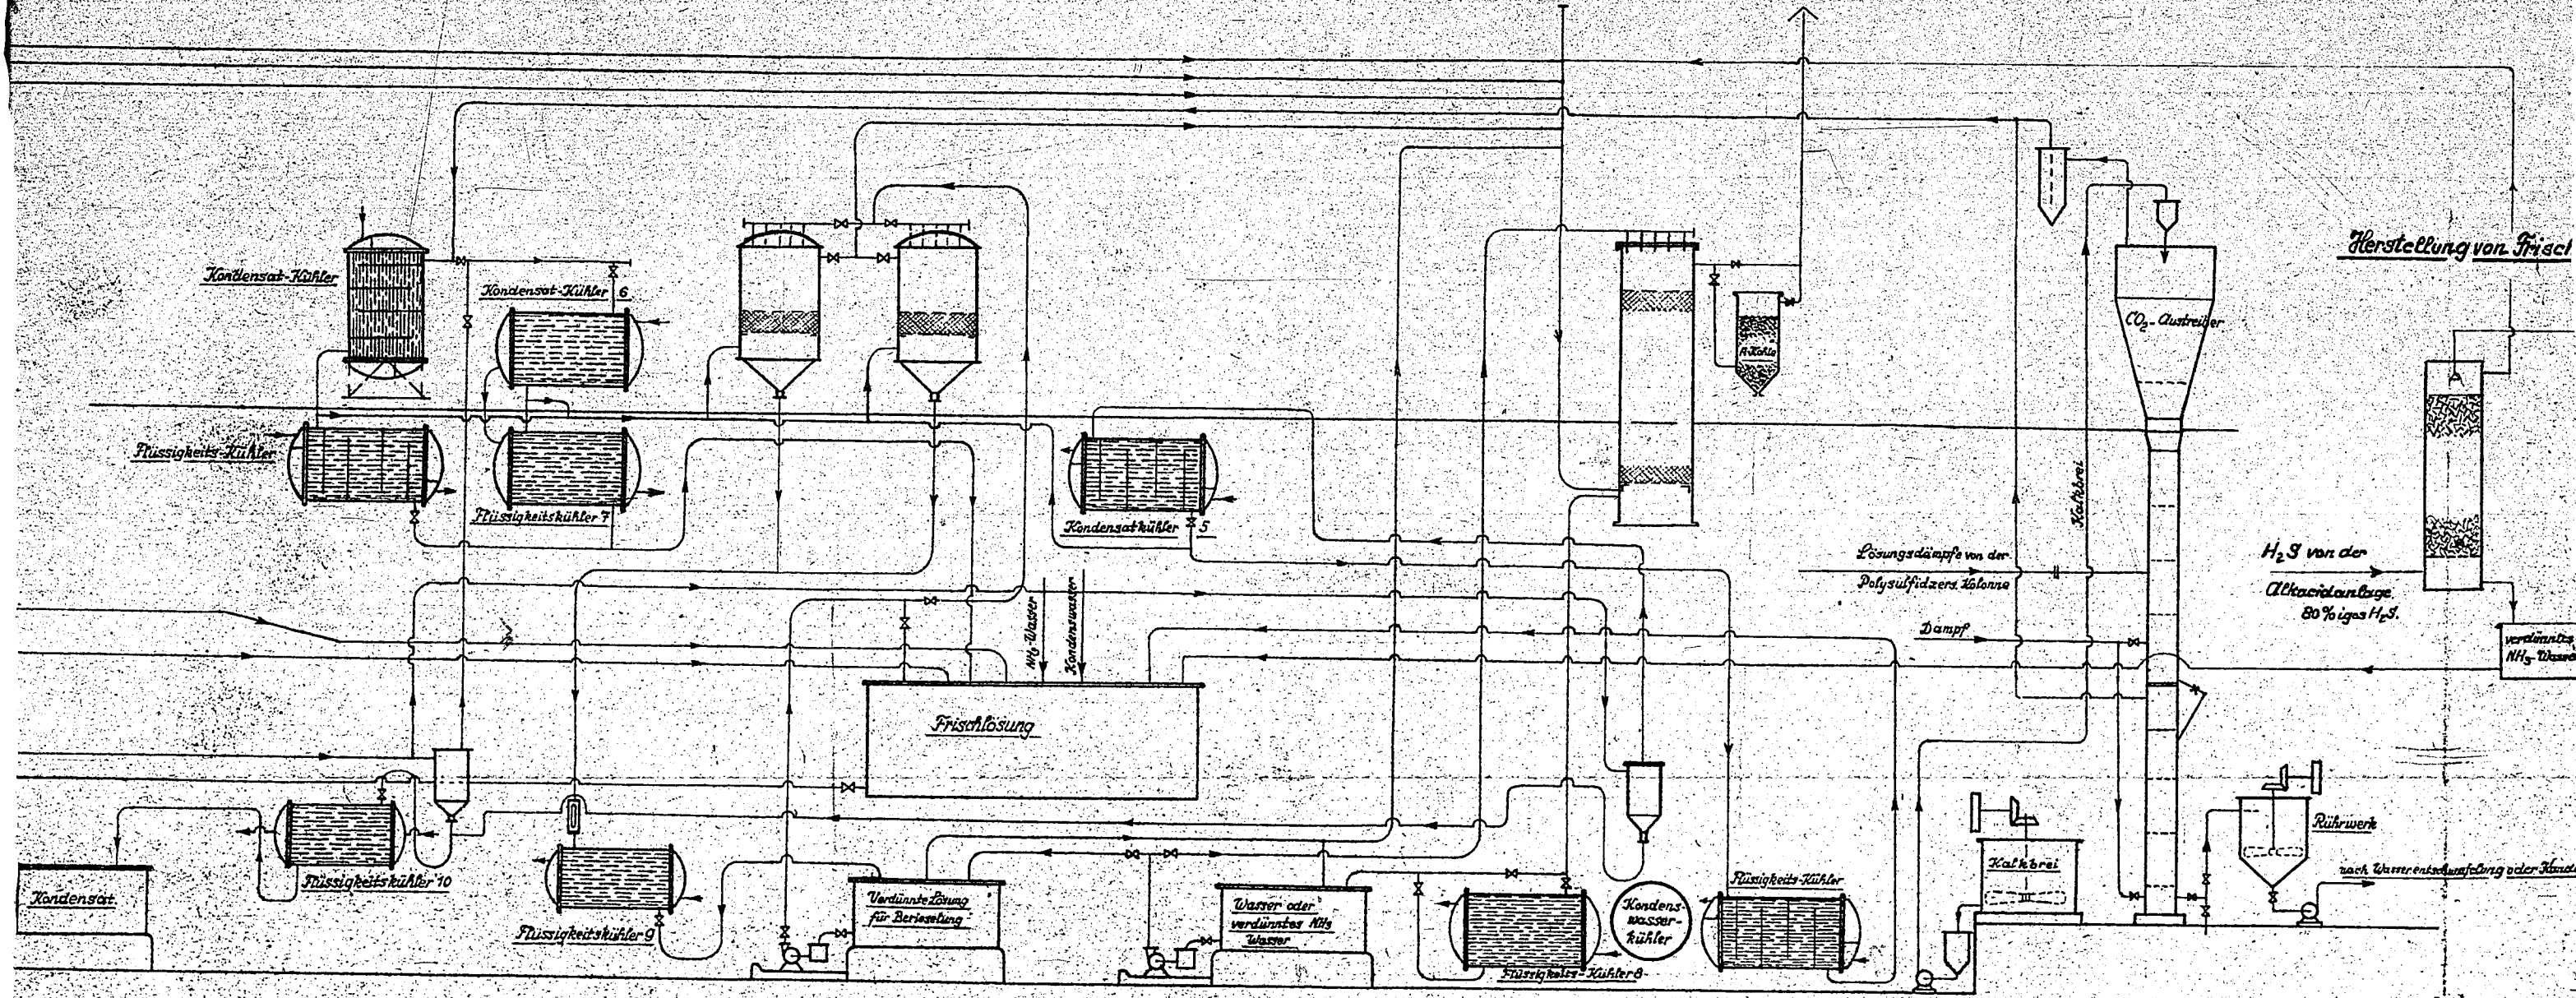 Herstellung von Frisch
Kondensat-Kühler
Kondensat-Kühler 6
CO₂-Austreiber
A-Kohle
Flüssigkeits-Kühler
Flüssigkeitskühler 7
Kondensatkühler 5
Kalkbrei
Lösungsdämpfe von der
Polysulfidzers. Kolonne
H₂S von der
Alkacidanlage
80%iges H₂S.
Dampf
NH₃-Wasser
Kondenswasser
verdünntes
NH₃-Wasser
Frischlösung
Rührwerk
Kalkbrei
nach Wasserentschwefelung oder
Kondensat.
Flüssigkeitskühler 10
Flüssigkeitskühler 9
Verdünnte Lösung
für Berieselung
Wasser oder
verdünntes NH₃
Wasser
Flüssigkeits-Kühler 8
Kondens-
wasser-
kühler
Flüssigkeits-Kühler